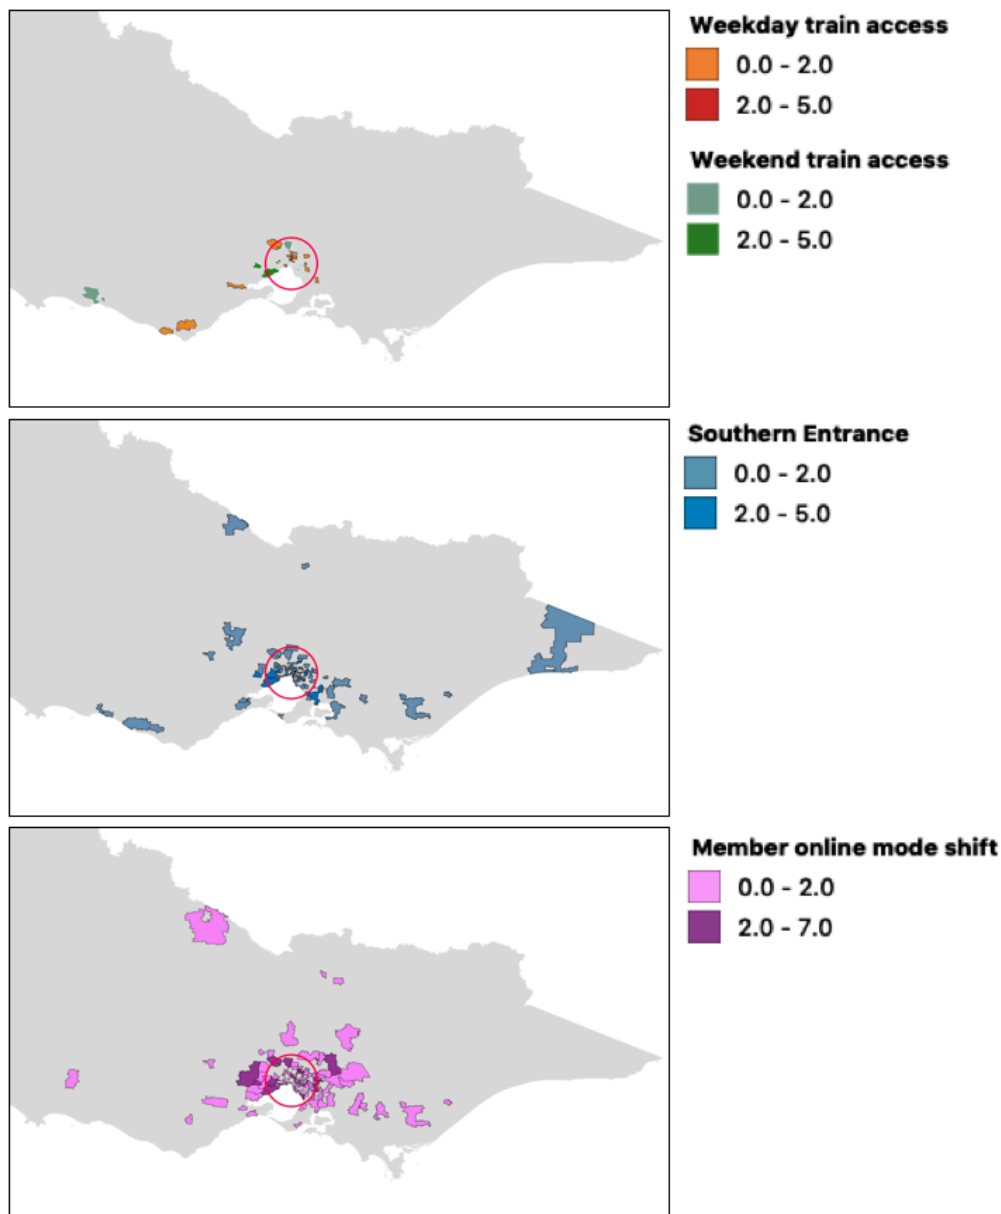 Weekday train access
0.0 - 2.0
2.0 - 5.0
Weekend train access
0.0 - 2.0
2.0 - 5.0
Southern Entrance
0.0 - 2.0
2.0 - 5.0
Member online mode shift
0.0 - 2.0
2.0 - 7.0